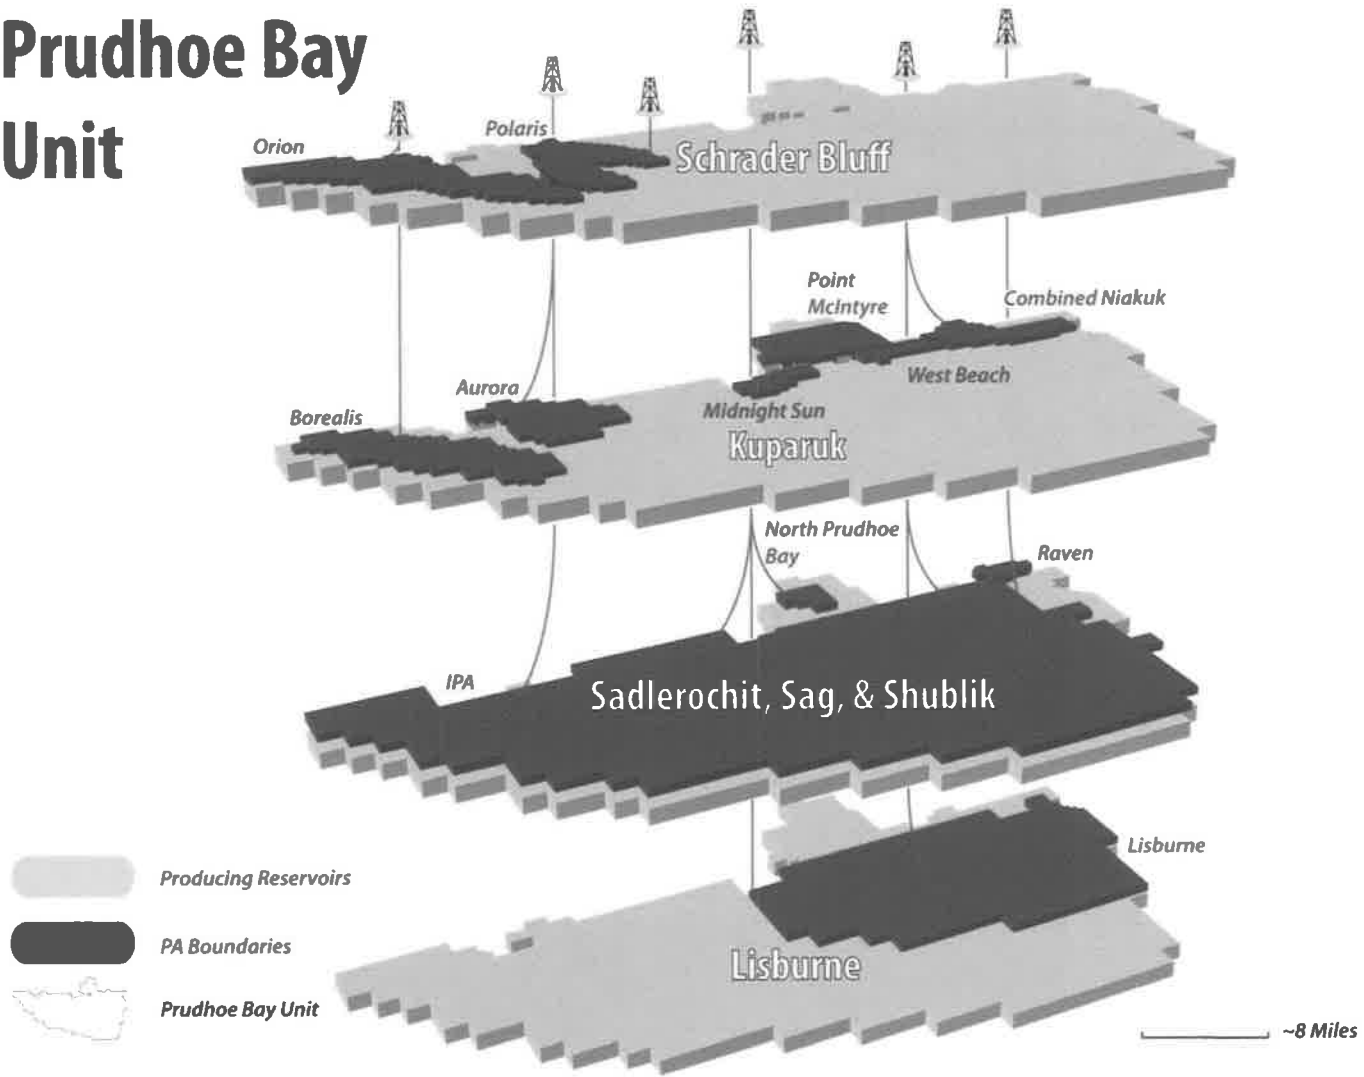 Prudhoe Bay
Unit
Orion
Polaris
Schrader Bluff
Point
McIntyre
Combined Niakuk
West Beach
Aurora
Borealis
Midnight Sun
Kuparuk
North Prudhoe
Bay
Raven
IPA
Sadlerochit, Sag, & Shublik
Lisburne
Lisburne
Producing Reservoirs
PA Boundaries
Prudhoe Bay Unit
~8 Miles